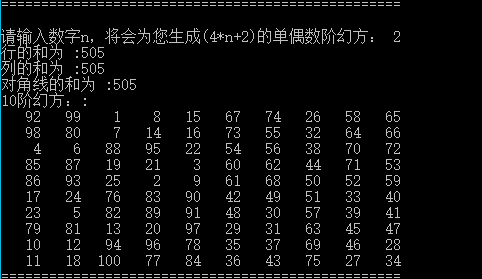 ============================================================
请输入数字n，将会为您生成(4*n+2)的单偶数阶幻方： 2
行的和为 :505
列的和为 :505
对角线的和为 :505
10阶幻方：:
92 99 1 8 15 67 74 26 58 65
98 80 7 14 16 73 55 32 64 66
4 6 88 95 22 54 56 38 70 72
85 87 19 21 3 60 62 44 71 53
86 93 25 2 9 61 68 50 52 59
17 24 76 83 90 42 49 51 33 40
23 5 82 89 91 48 30 57 39 41
79 81 13 20 97 29 31 63 45 47
10 12 94 96 78 35 37 69 46 28
11 18 100 77 84 36 43 75 27 34
============================================================